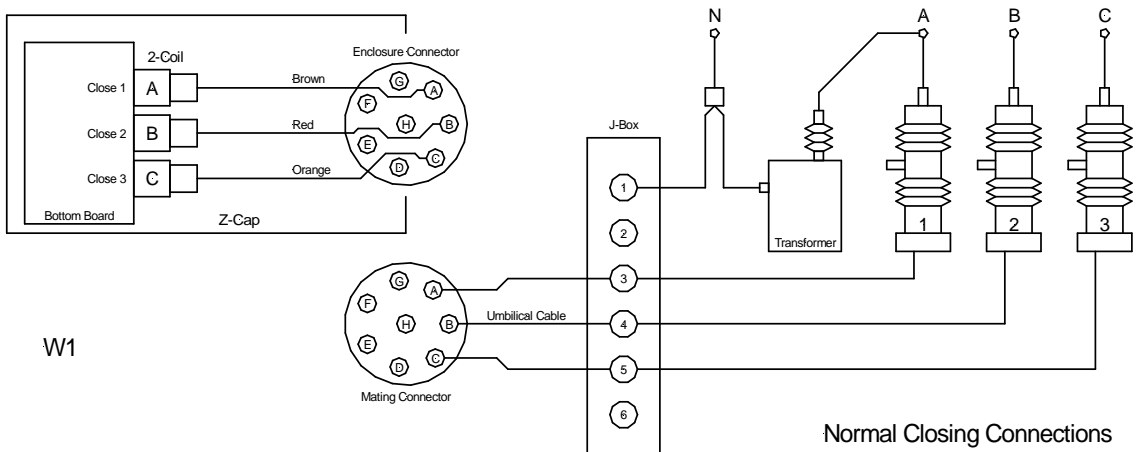 N
A
B
C
2-Coil
Enclosure Connector
Close 1
A
Brown
G
A
F
Close 2
B
Red
H
B
E
Close 3
C
Orange
C
D
Bottom Board
Z-Cap
J-Box
1
2
3
4
5
6
Transformer
1
2
3
G
A
F
H
B
Umbilical Cable
E
C
D
Mating Connector
W1
Normal Closing Connections